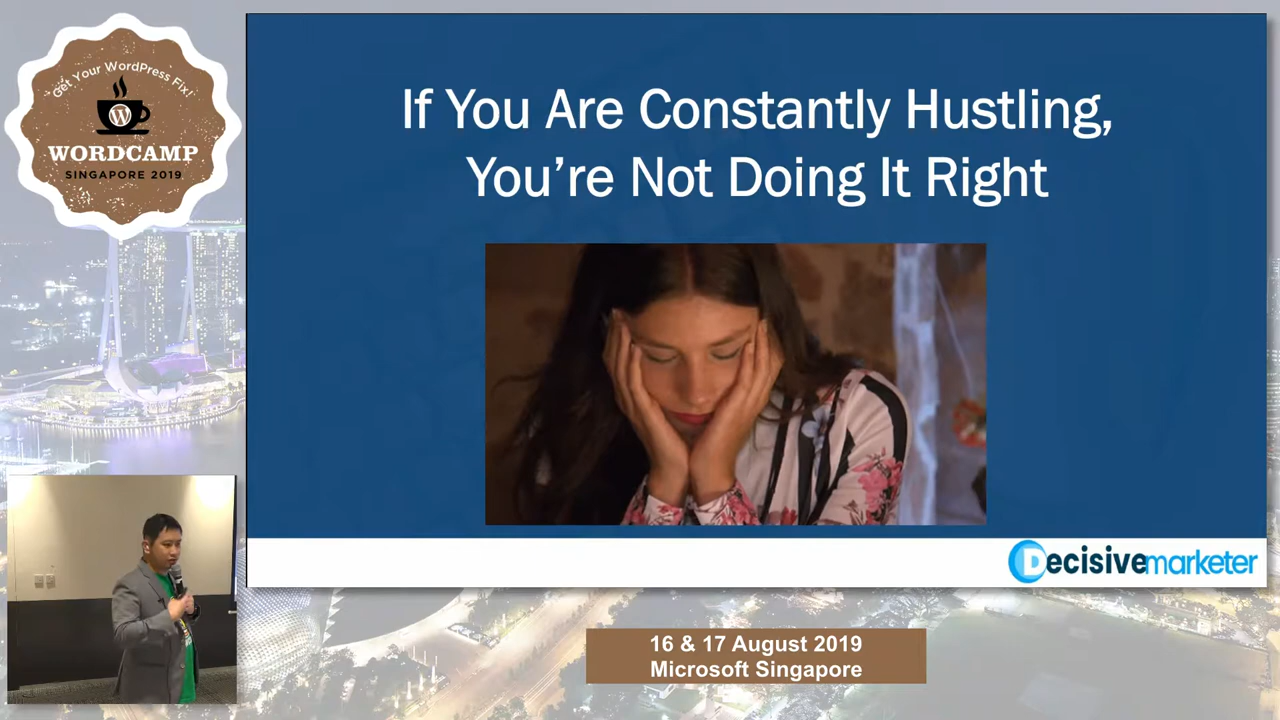 Get Your WordPress Fix!
WORDCAMP
SINGAPORE 2019
If You Are Constantly Hustling,
You're Not Doing It Right
Decisivemarketer
16 & 17 August 2019
Microsoft Singapore